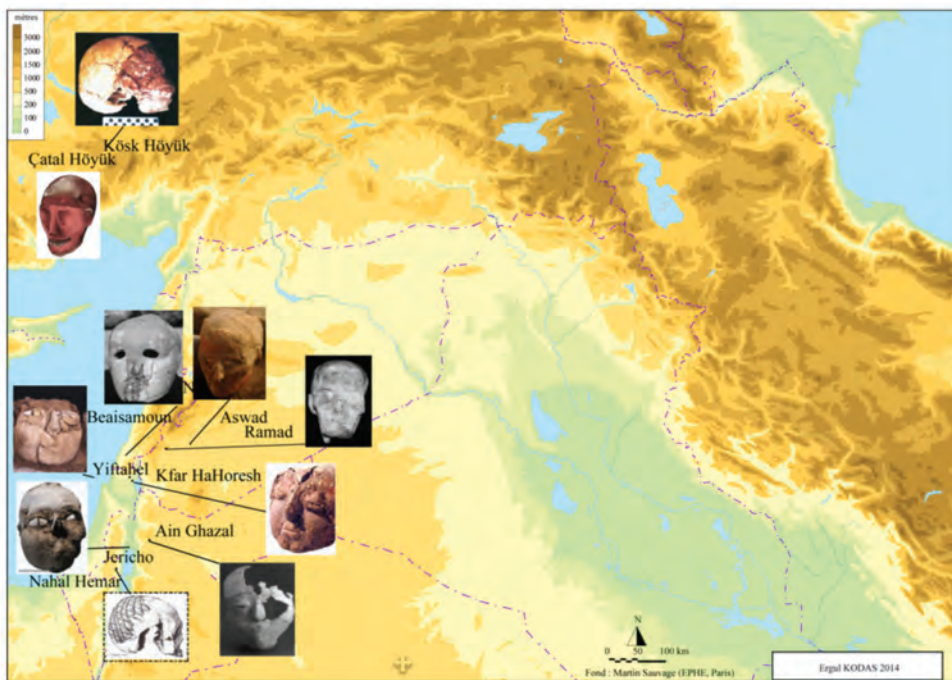 mètres
3000
1500
1000
500
200
100
0
Kösk Höyük
Çatal Höyük
N
Beaisamoun
Aswad
Ramad
Yiftahel
Kfar HaHoresh
Ain Ghazal
Jericho
Nahal Hemar
N
0 50 100 km
Fond : Martin Sauvage (EPHE, Paris)
Ergul KODAS 2014